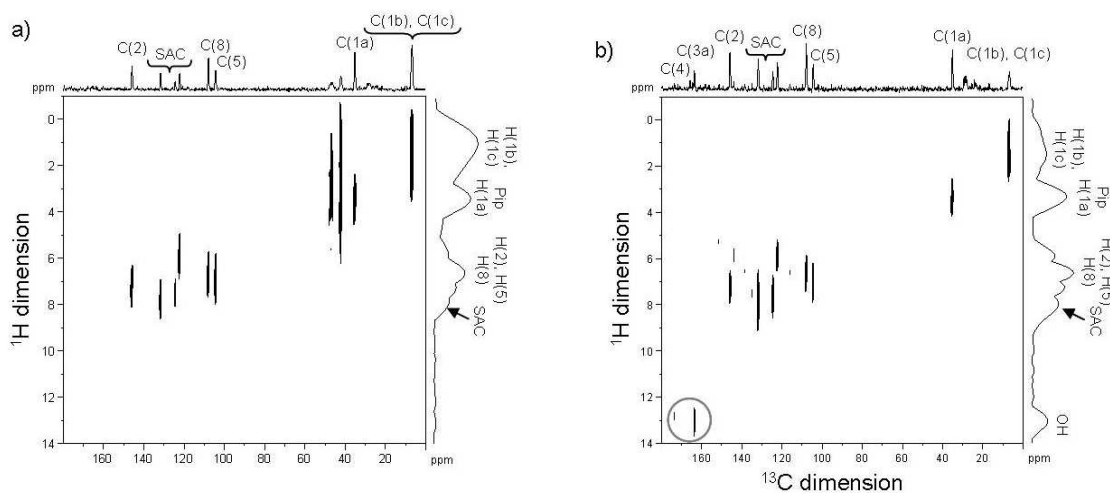 a)
C(2)
SAC
C(8)
C(5)
C(1a)
C(1b), C(1c)
ppm
0
2
4
6
8
10
12
14
¹H dimension
160 140 120 100 80 60 40 20 ppm
H(1b),
H(1c)
Pip
H(1a)
H(2), H(5)
H(8)
SAC
b)
C(4)
C(3a)
C(2)
SAC
C(8)
C(5)
C(1a)
C(1b), C(1c)
ppm
0
2
4
6
8
10
12
14
¹H dimension
160 140 120 100 80 60 40 20 ppm
¹³C dimension
H(1b),
H(1c)
Pip
H(1a)
H(2), H(5)
H(8)
SAC
OH